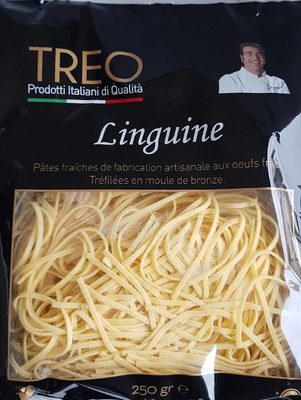 TREO
Prodotti Italiani di Qualità
Linguine
Pâtes fraîches de fabrication artisanale aux oeufs frais.
Tréfilées en moule de bronze.
250 gr e